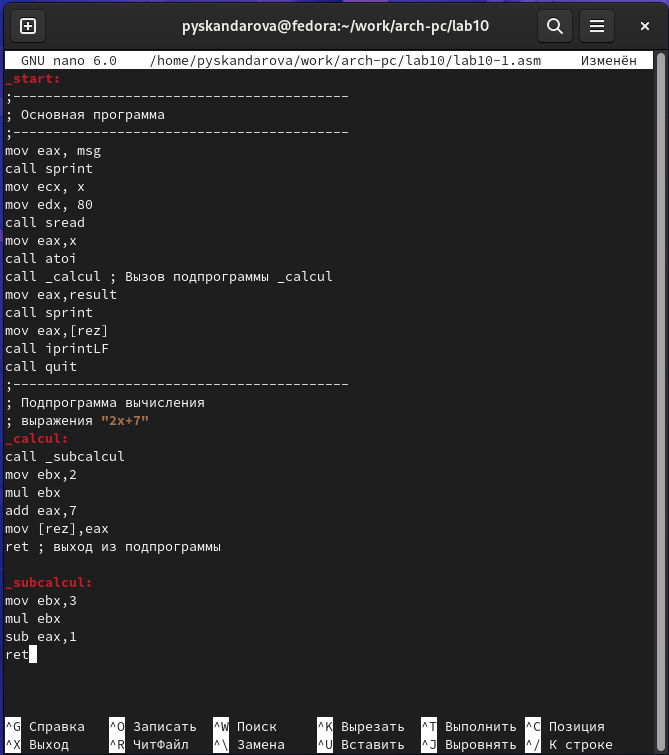 pyskandarova@fedora:~/work/arch-pc/lab10
GNU nano 6.0 /home/pyskandarova/work/arch-pc/lab10/lab10-1.asm Изменён
_start:
;------------------------------------------
; Основная программа
;------------------------------------------
mov eax, msg
call sprint
mov ecx, x
mov edx, 80
call sread
mov eax,x
call atoi
call _calcul ; Вызов подпрограммы _calcul
mov eax,result
call sprint
mov eax,[rez]
call iprintLF
call quit
;------------------------------------------
; Подпрограмма вычисления
; выражения "2x+7"
_calcul:
call _subcalcul
mov ebx,2
mul ebx
add eax,7
mov [rez],eax
ret ; выход из подпрограммы
_subcalcul:
mov ebx,3
mul ebx
sub eax,1
ret
^G Справка ^O Записать ^W Поиск ^K Вырезать ^T Выполнить ^C Позиция
^X Выход ^R ЧитФайл ^\ Замена ^U Вставить ^J Выровнять ^/ К строке